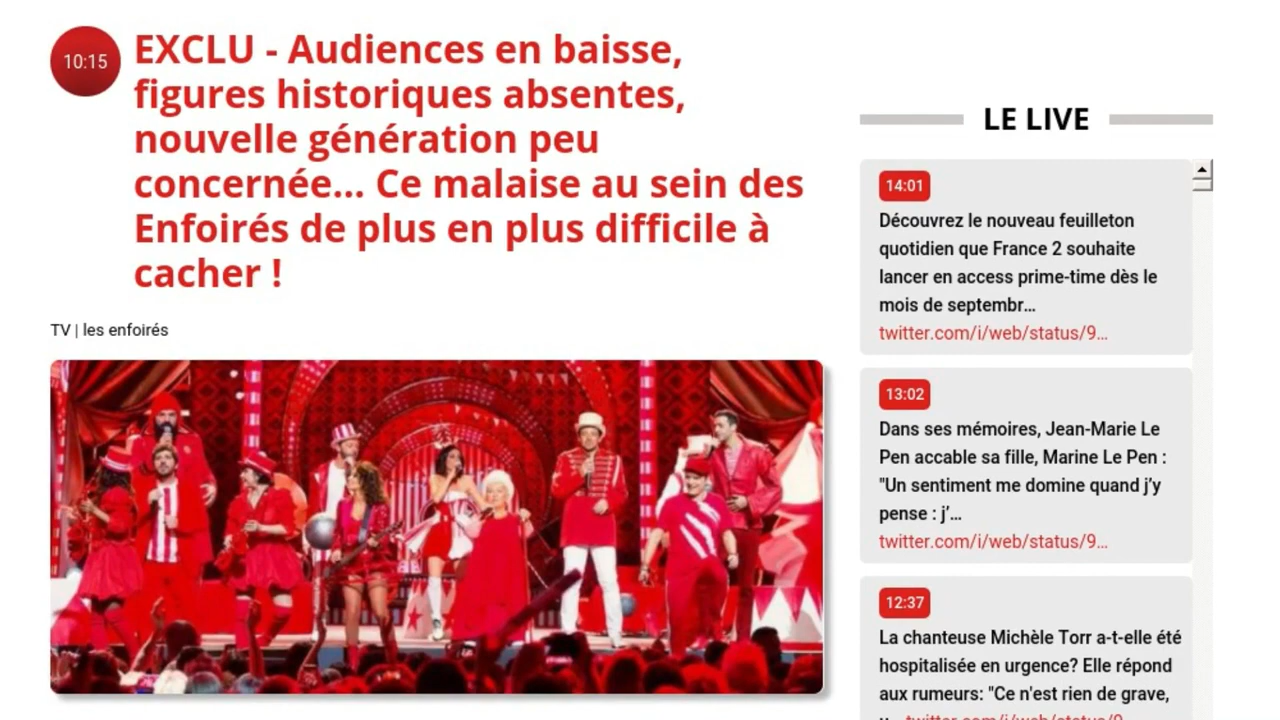 10:15
EXCLU - Audiences en baisse,
figures historiques absentes,
nouvelle génération peu
concernée... Ce malaise au sein des
Enfoirés de plus en plus difficile à
cacher !
TV | les enfoirés
LE LIVE
14:01
Découvrez le nouveau feuilleton
quotidien que France 2 souhaite
lancer en access prime-time dès le
mois de septembr...
twitter.com/i/web/status/9...
13:02
Dans ses mémoires, Jean-Marie Le
Pen accable sa fille, Marine Le Pen :
"Un sentiment me domine quand j'y
pense : j'...
twitter.com/i/web/status/9...
12:37
La chanteuse Michèle Torr a-t-elle été
hospitalisée en urgence? Elle répond
aux rumeurs: "Ce n'est rien de grave,
twitter.com/i/web/status/9...